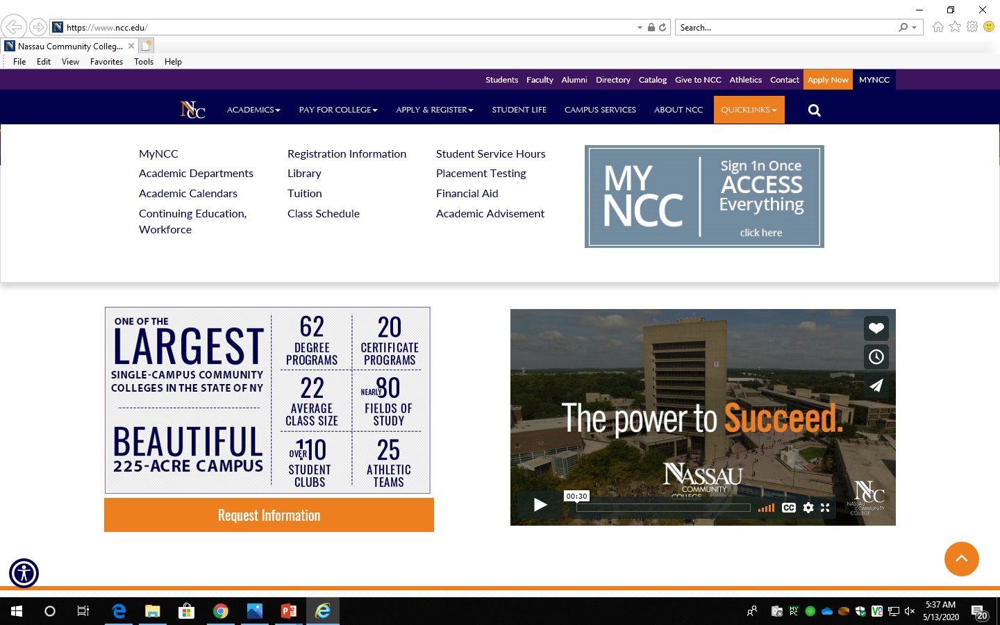 https://www.ncc.edu/
Search...
Nassau Community Colleg...
File Edit View Favorites Tools Help
Students Faculty Alumni Directory Catalog Give to NCC Athletics Contact Apply Now MYNCC
NCC ACADEMICS PAY FOR COLLEGE APPLY & REGISTER STUDENT LIFE CAMPUS SERVICES ABOUT NCC QUICKLINKS
MyNCC
Academic Departments
Academic Calendars
Continuing Education,
Workforce
Registration Information
Library
Tuition
Class Schedule
Student Service Hours
Placement Testing
Financial Aid
Academic Advisement
MY
NCC
Sign 1n Once
ACCESS
Everything
click here
ONE OF THE
LARGEST
SINGLE-CAMPUS COMMUNITY
COLLEGES IN THE STATE OF NY
BEAUTIFUL
225-ACRE CAMPUS
62
DEGREE
PROGRAMS
20
CERTIFICATE
PROGRAMS
22
AVERAGE
CLASS SIZE
NEARLY 80
FIELDS OF
STUDY
OVER 110
STUDENT
CLUBS
25
ATHLETIC
TEAMS
Request Information
The power to Succeed.
NASSAU
COMMUNITY
COLLEGE
00:30
CC
NCC
NASSAU
COMMUNITY
COLLEGE
5:37 AM
5/13/2020
20